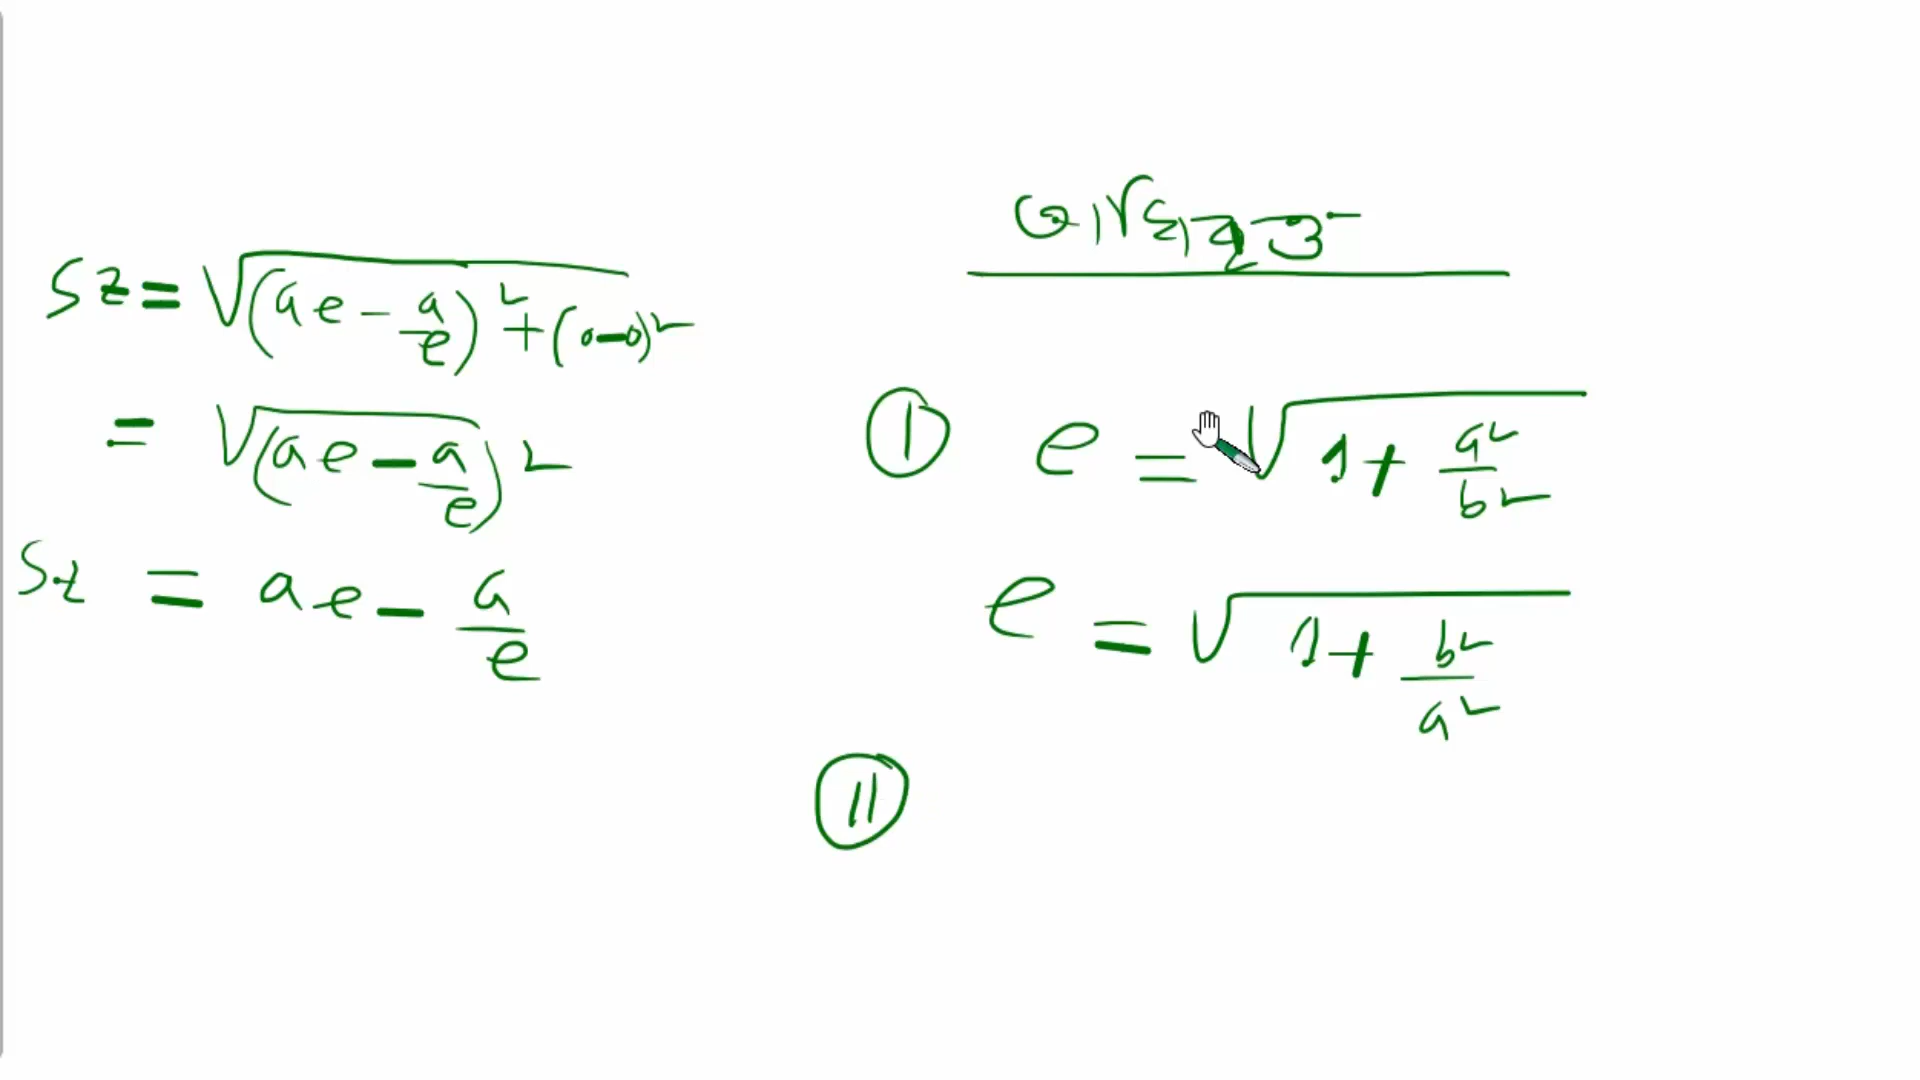 SZ = √((ae - a/e)² + (0-0)²)
= √((ae - a/e)²)
SZ = ae - a/e
① e = √(1 + a²/b²)
e = √(1 + b²/a²)
⑪